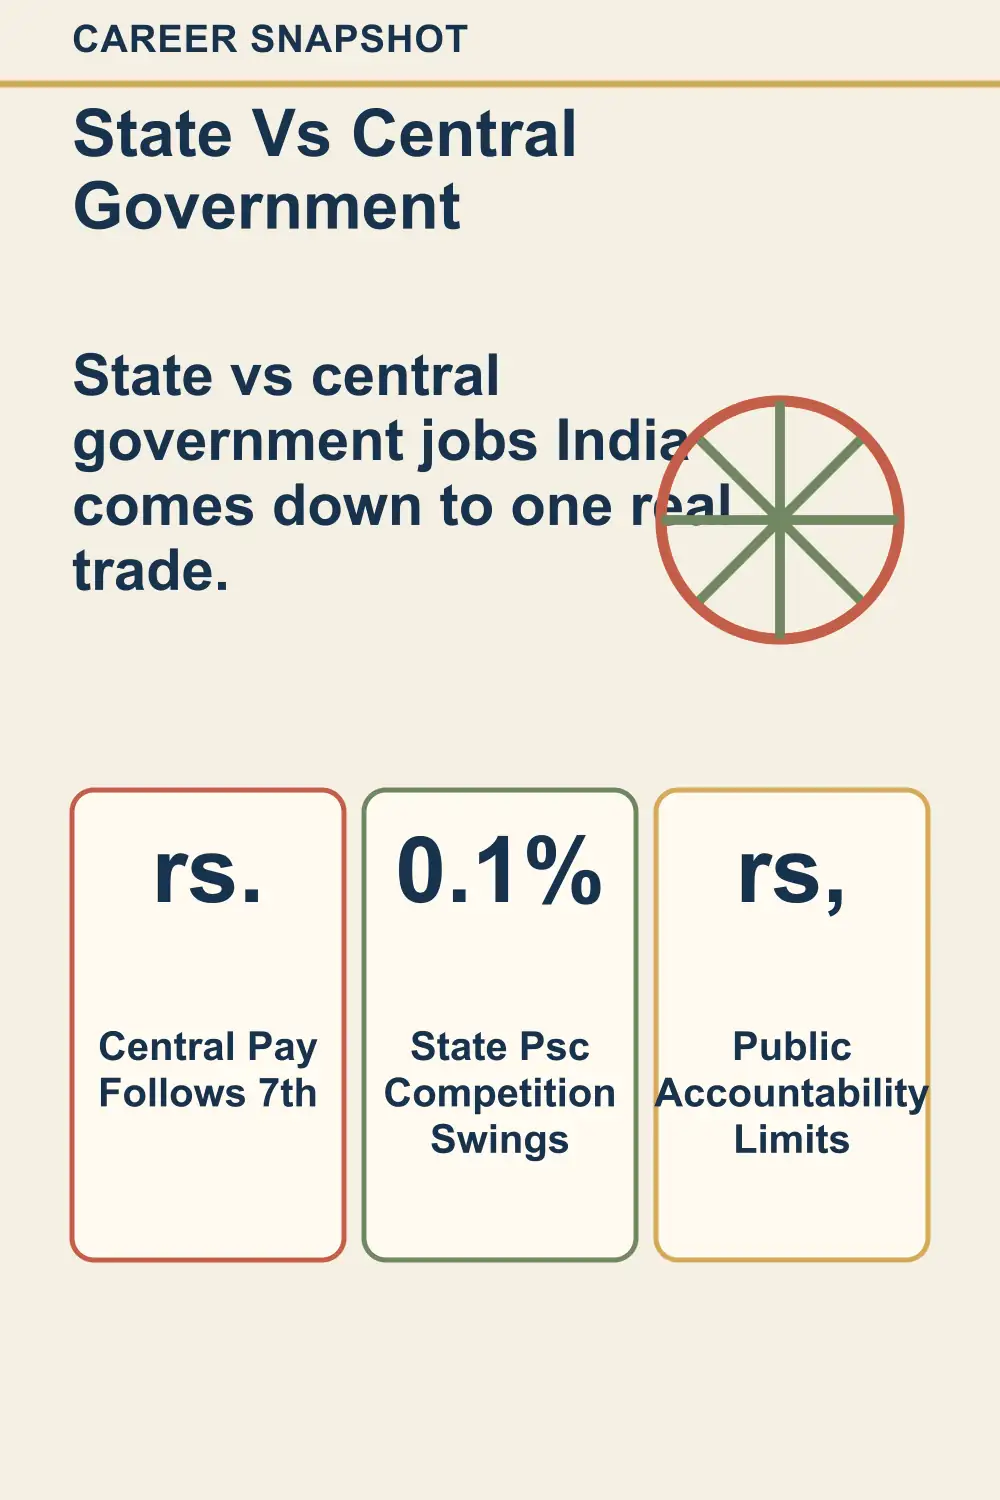 CAREER SNAPSHOT
State Vs Central
Government
State vs central
government jobs India
comes down to one real
trade.
rs.
Central Pay
Follows 7th
0.1%
State Psc
Competition
Swings
rs,
Public
Accountability
Limits